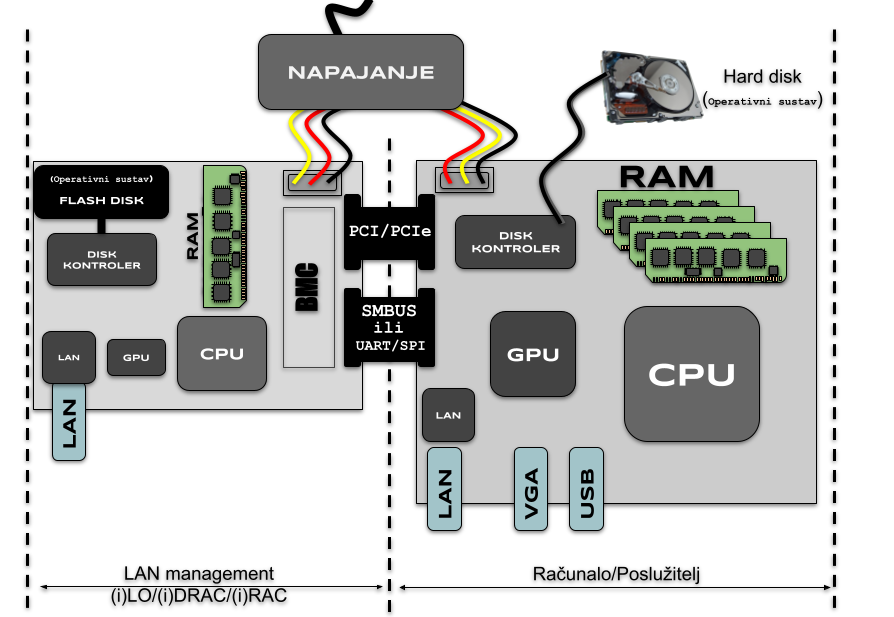 NAPAJANJE
Hard disk
(Operativni sustav)
(Operativni sustav)
FLASH DISK
DISK
KONTROLER
RAM
BMC
PCI/PCIe
SMBUS
ili
UART/SPI
LAN
GPU
CPU
LAN
RAM
DISK
KONTROLER
GPU
CPU
LAN
LAN
VGA
USB
LAN management
(i)LO/(i)DRAC/(i)RAC
Računalo/Poslužitelj